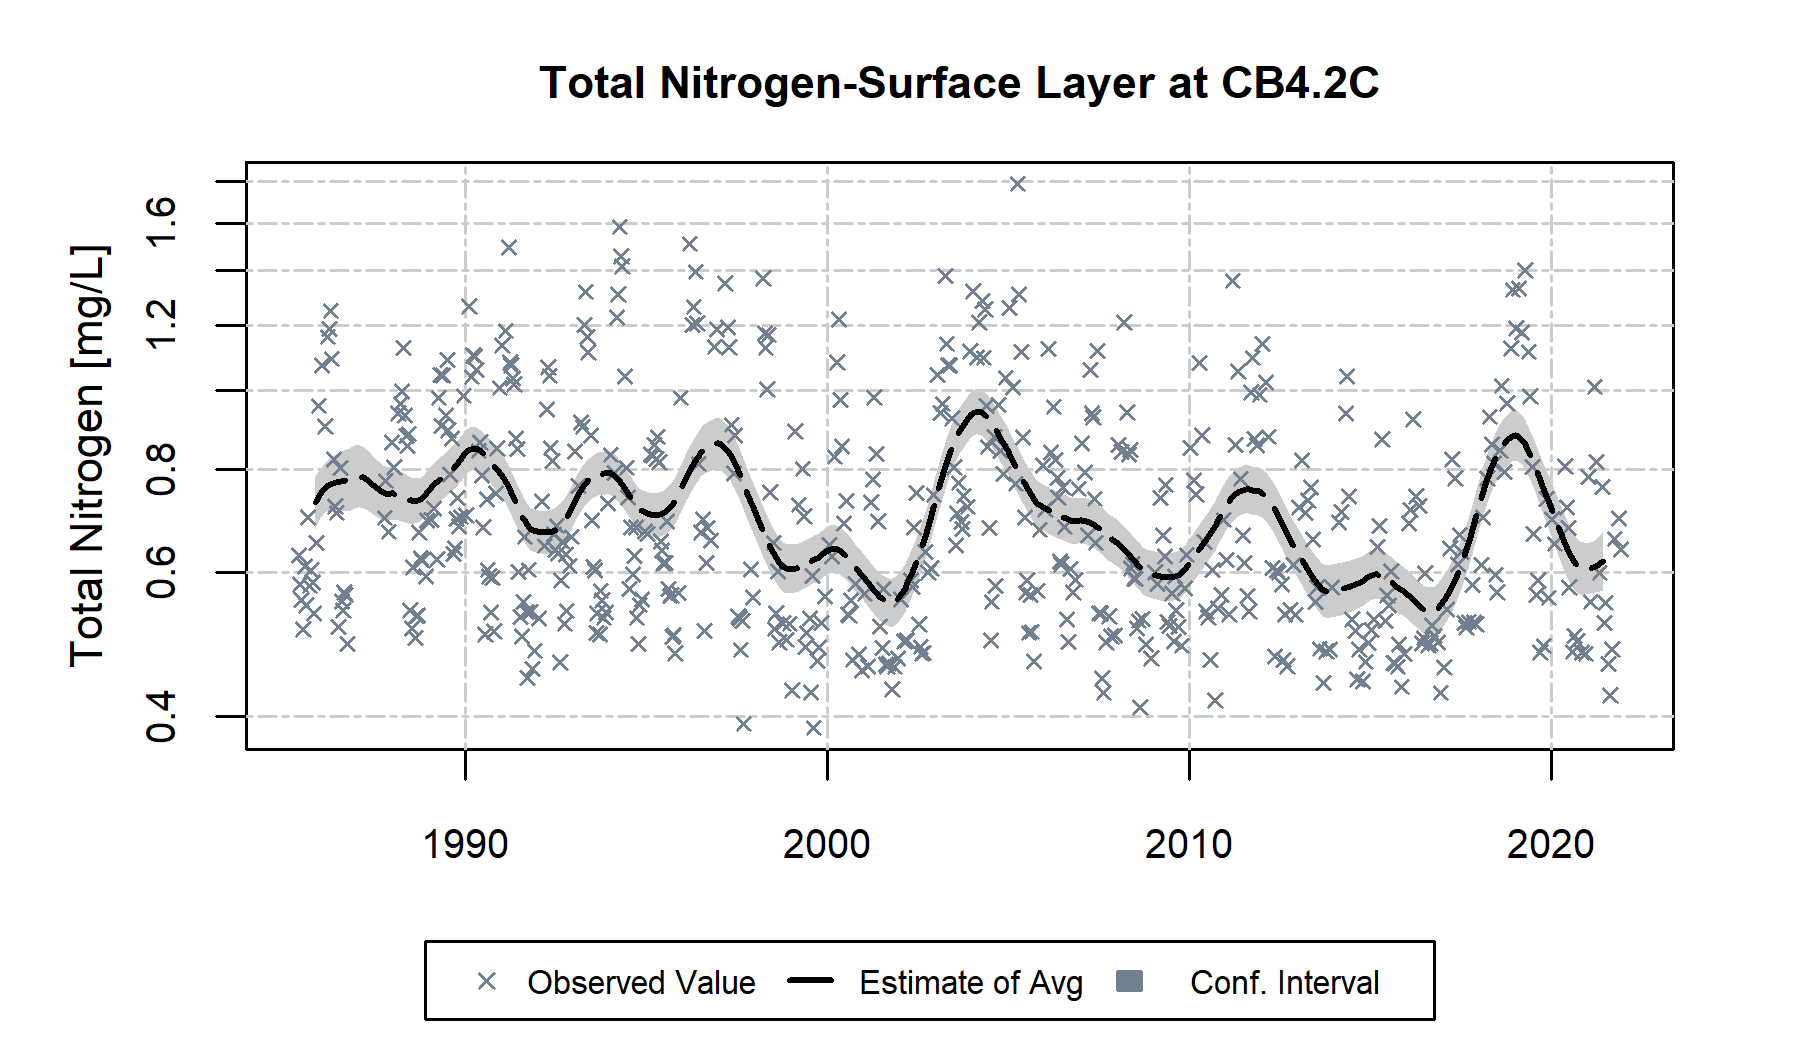 Total Nitrogen-Surface Layer at CB4.2C
Total Nitrogen [mg/L]
1.6
1.2
0.8
0.6
0.4
1990 2000 2010 2020
Observed Value Estimate of Avg Conf. Interval